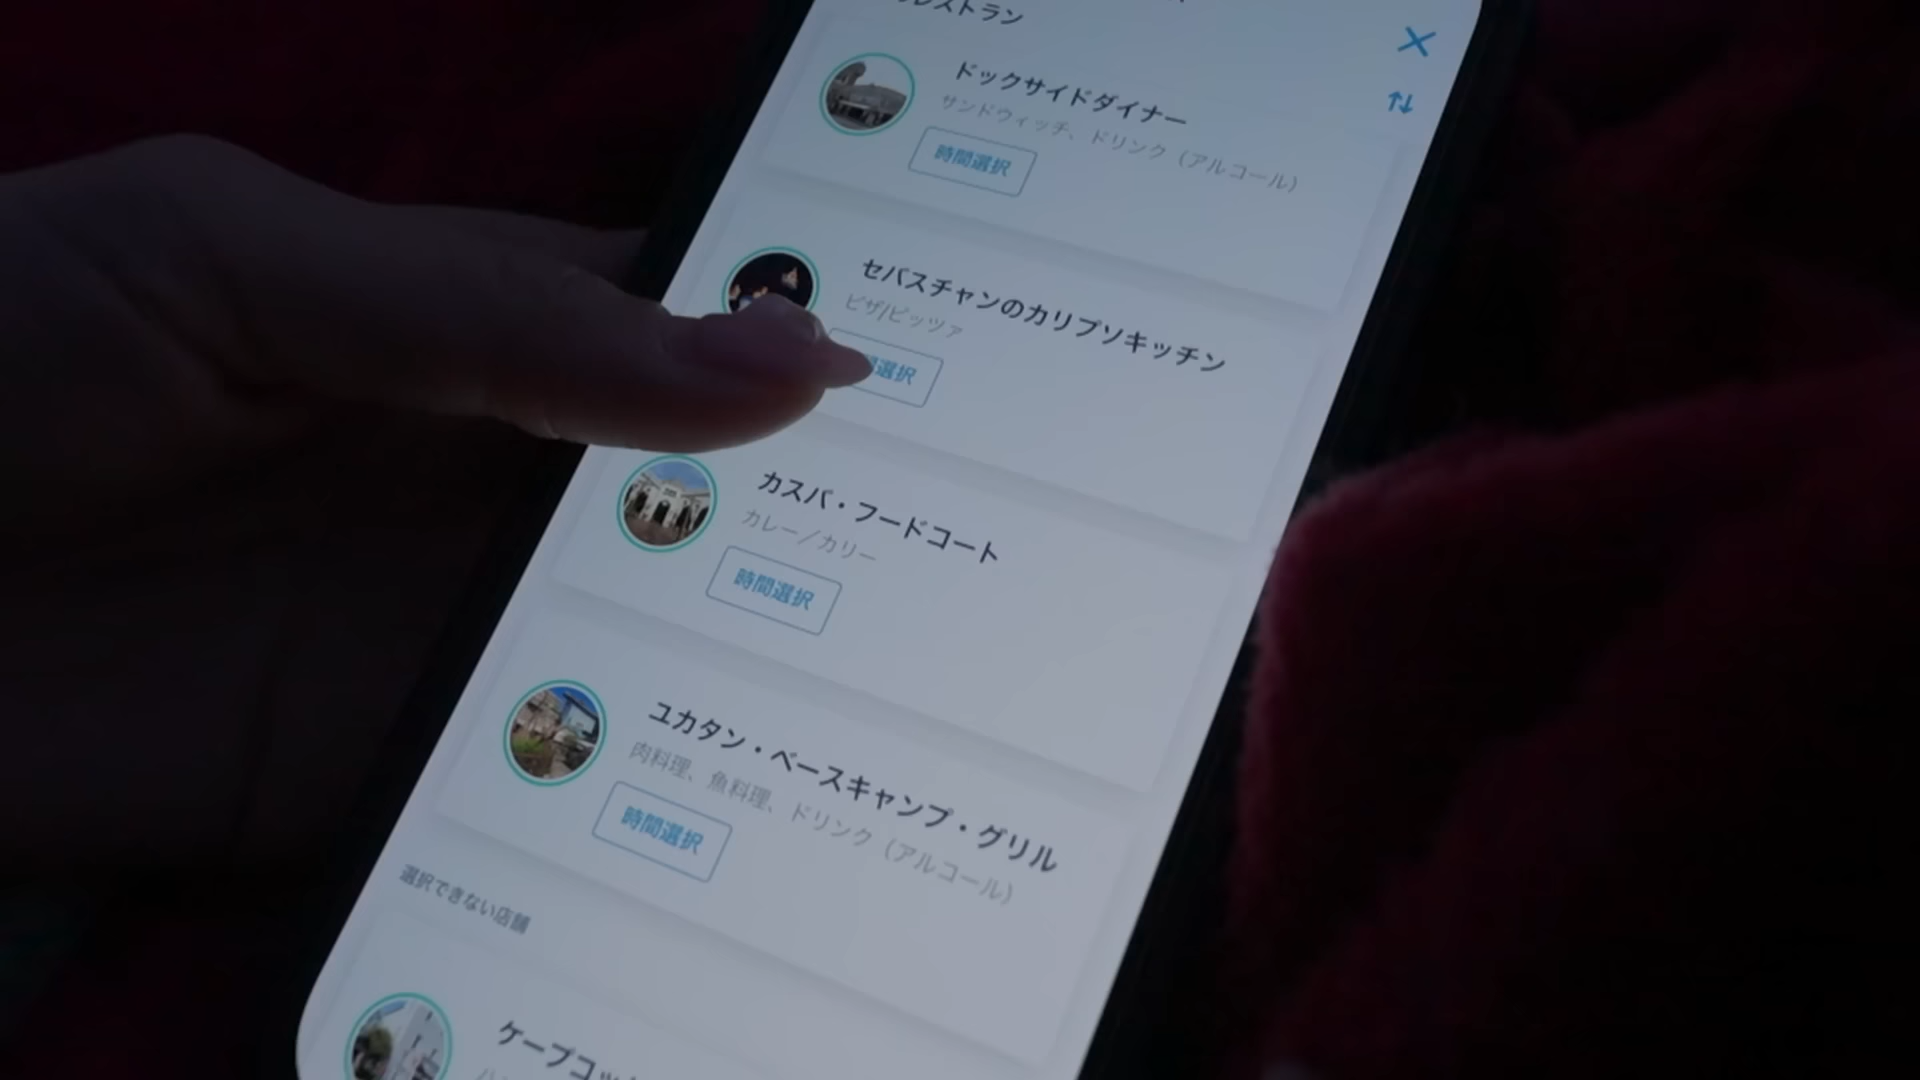 レストラン
ドックサイドダイナー
サンドウィッチ、ドリンク（アルコール）
時間選択
セバスチャンのカリプソキッチン
ピザ/ピッツァ
間選択
カスバ・フードコート
カレー／カリー
時間選択
ユカタン・ベースキャンプ・グリル
肉料理、魚料理、ドリンク（アルコール）
時間選択
選択できない店舗
ケープコッ